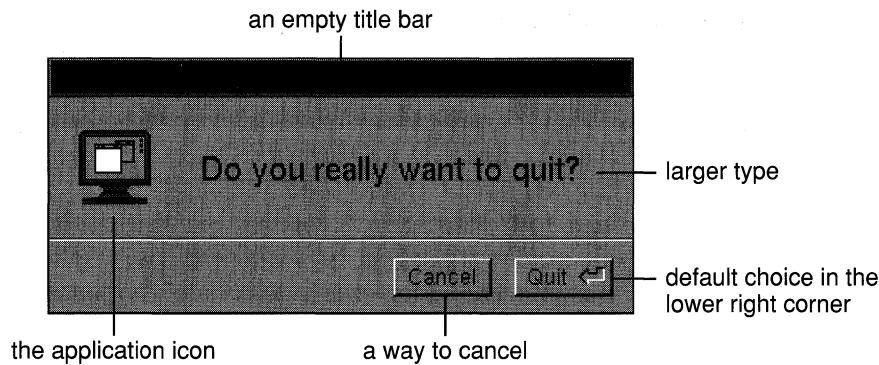 an empty title bar
Do you really want to quit?
larger type
Cancel
Quit
default choice in the
lower right corner
the application icon
a way to cancel